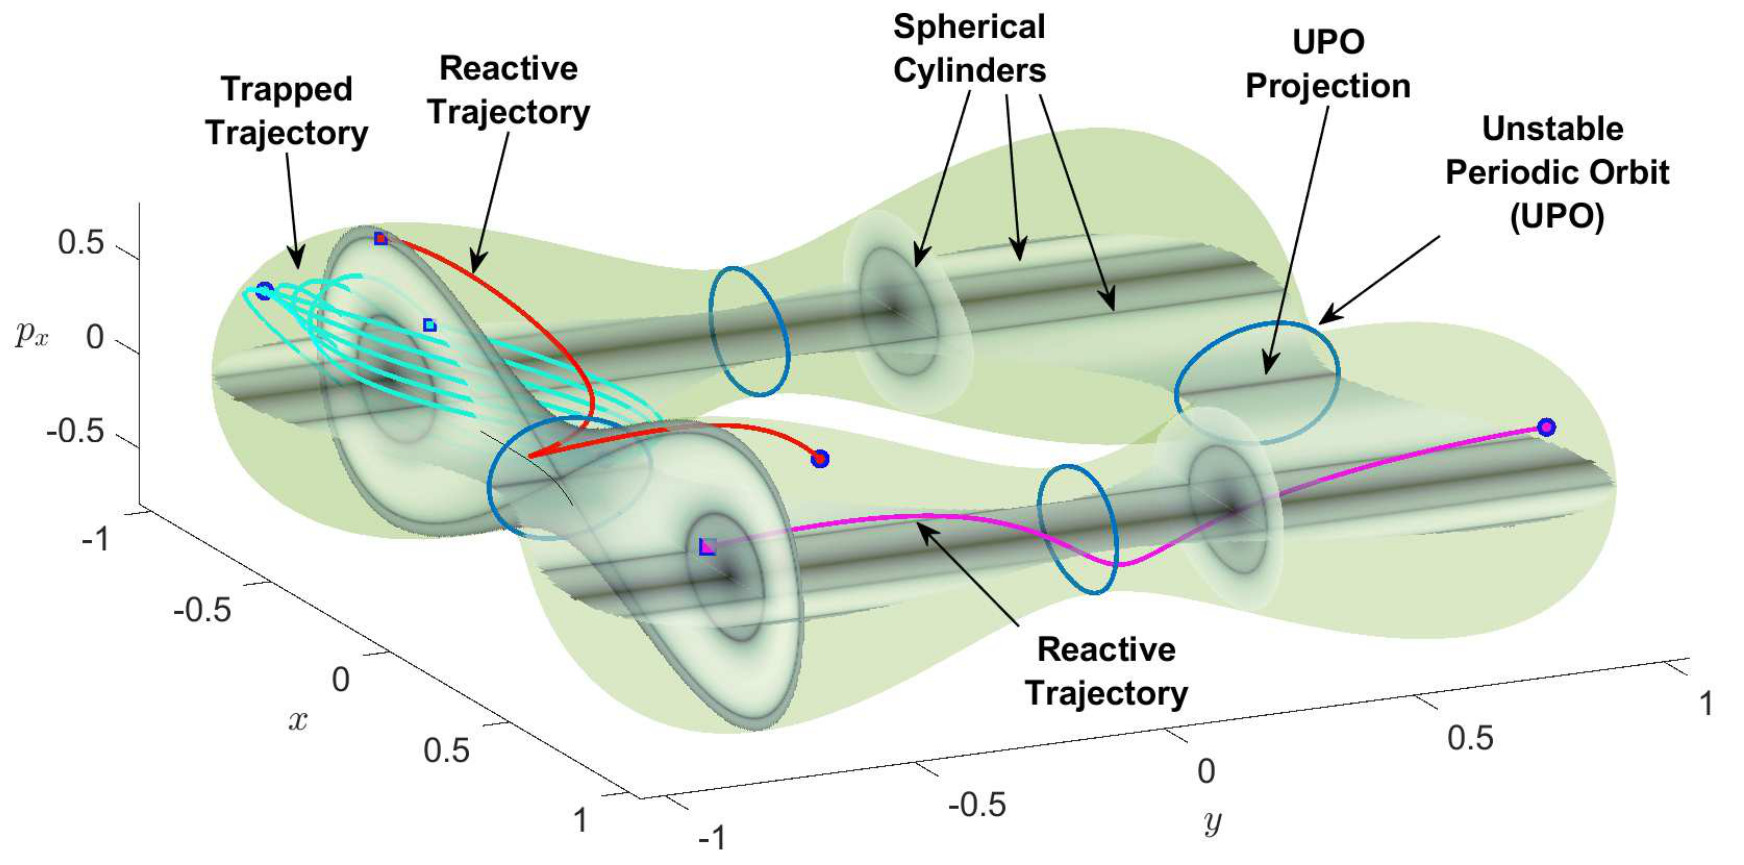 Spherical
Cylinders
UPO
Projection
Reactive
Trajectory
Trapped
Trajectory
Unstable
Periodic Orbit
(UPO)
0.5
0
-0.5
p_x
-1
-0.5
0
0.5
1
x
Reactive
Trajectory
-1
-0.5
0
0.5
1
y